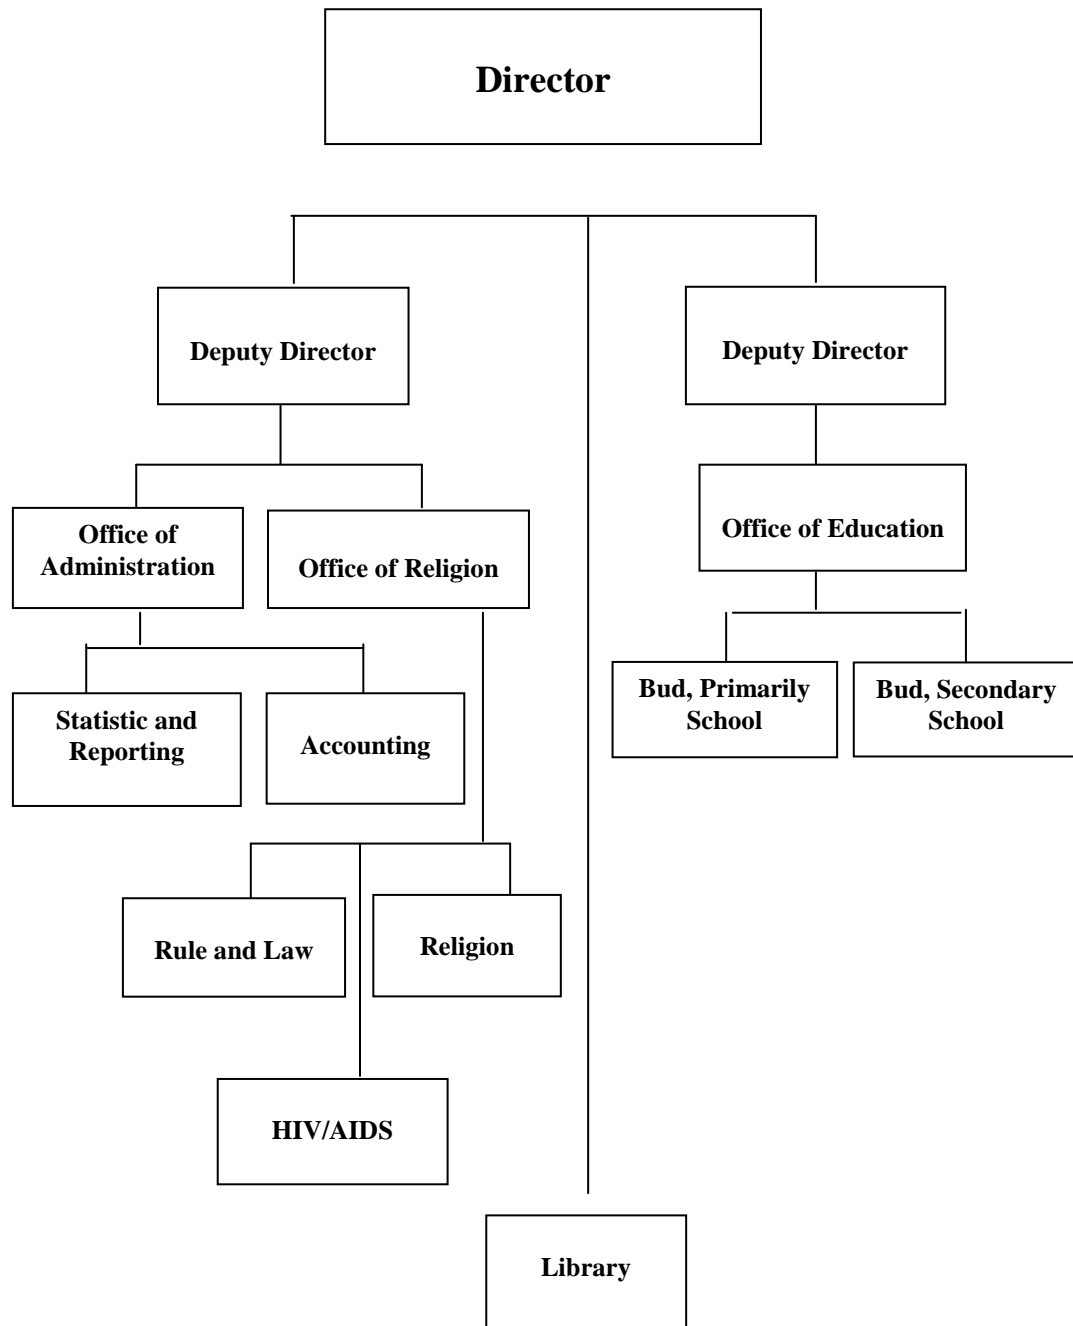 Director
Deputy Director
Deputy Director
Office of
Administration
Office of Religion
Office of Education
Statistic and
Reporting
Accounting
Bud, Primarily
School
Bud, Secondary
School
Rule and Law
Religion
HIV/AIDS
Library